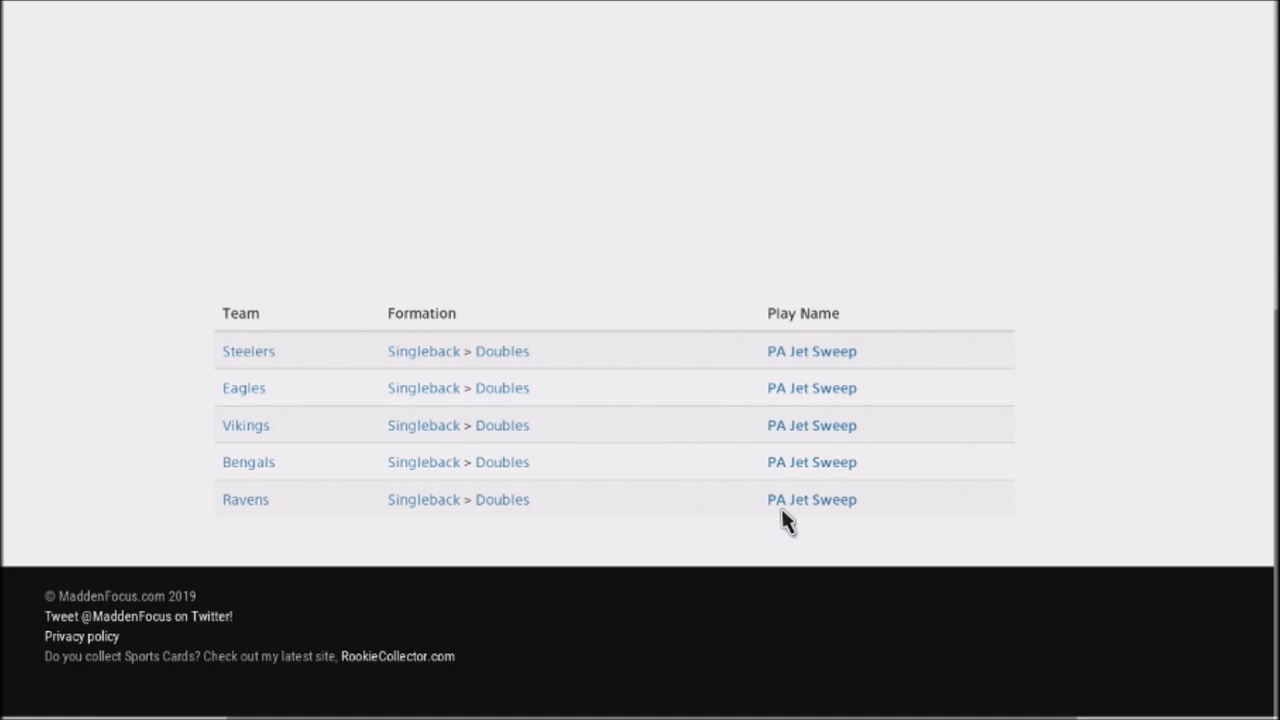 Team Formation Play Name
Steelers Singleback > Doubles PA Jet Sweep
Eagles Singleback > Doubles PA Jet Sweep
Vikings Singleback > Doubles PA Jet Sweep
Bengals Singleback > Doubles PA Jet Sweep
Ravens Singleback > Doubles PA Jet Sweep
© MaddenFocus.com 2019
Tweet @MaddenFocus on Twitter!
Privacy policy
Do you collect Sports Cards? Check out my latest site, RookieCollector.com